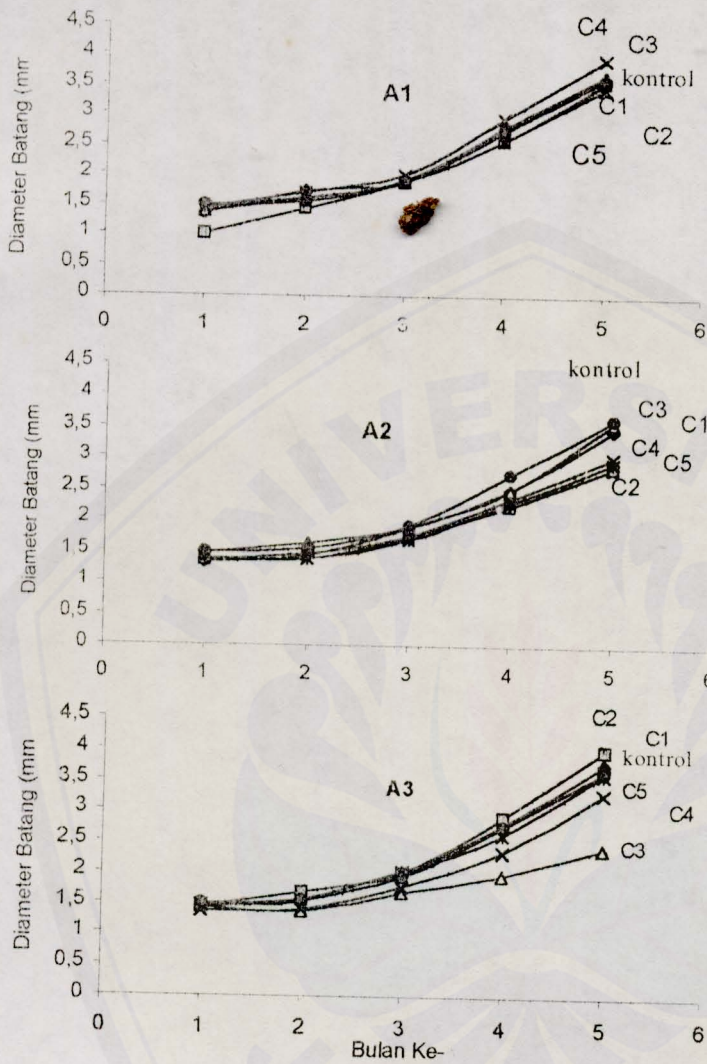 4,5
C4
C3
4
3,5
kontrol
A1
3
C1
2,5
C2
2
C5
1,5
1
0,5
0
Diameter Batang (mm
0 1 2 3 4 5 6
4,5
kontrol
4
3,5
C3
C1
A2
3
C4
C5
2,5
C2
2
1,5
1
0,5
0
Diameter Batang (mm
0 1 2 3 4 5 6
4,5
C2
4
C1
kontrol
3,5
A3
C5
3
C4
2,5
C3
2
1,5
1
0,5
0
Diameter Batang (mm
0 1 2 3 4 5 6
Bulan Ke-
UNIVERS